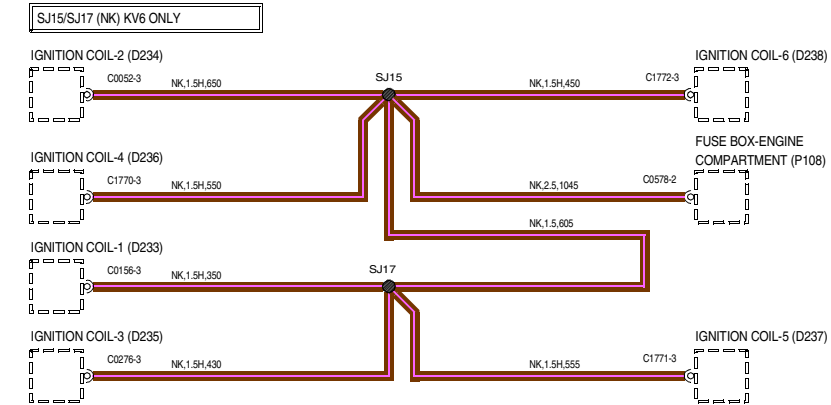 SJ15/SJ17 (NK) KV6 ONLY
IGNITION COIL-2 (D234)
IGNITION COIL-6 (D238)
C0052-3
NK,1.5H,650
SJ15
NK,1.5H,450
C1772-3
FUSE BOX-ENGINE
COMPARTMENT (P108)
IGNITION COIL-4 (D236)
C1770-3
NK,1.5H,550
NK,2.5,1045
C0578-2
NK,1.5,605
IGNITION COIL-1 (D233)
C0156-3
NK,1.5H,350
SJ17
IGNITION COIL-3 (D235)
IGNITION COIL-5 (D237)
C0276-3
NK,1.5H,430
NK,1.5H,555
C1771-3